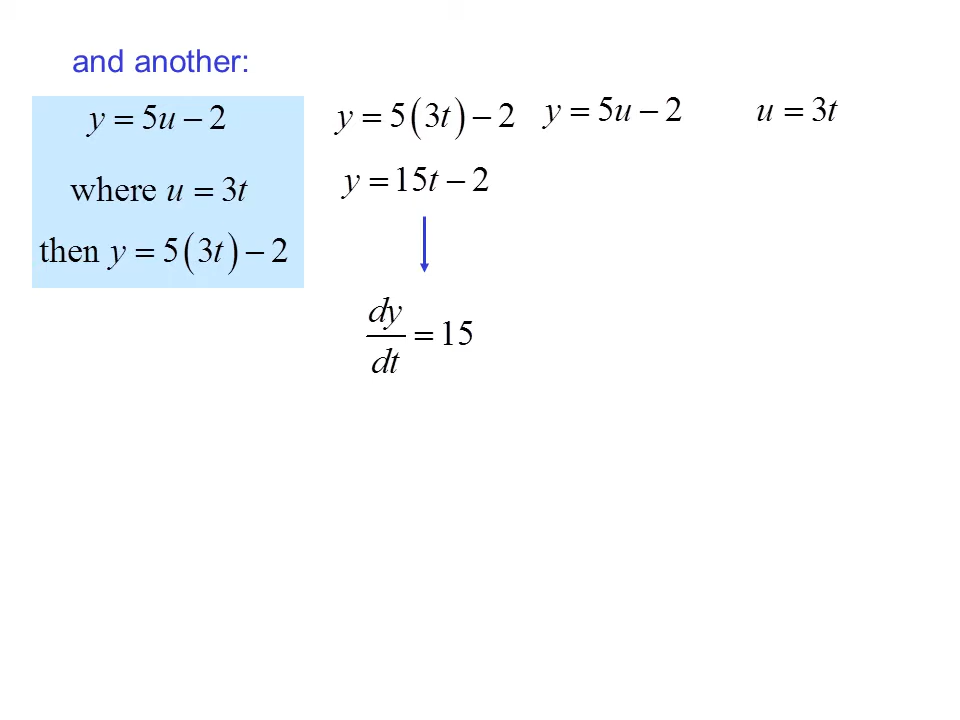 and another:
y = 5u − 2
where u = 3t
then y = 5(3t) − 2
y = 5(3t) − 2
y = 15t − 2
dy/dt = 15
y = 5u − 2
u = 3t